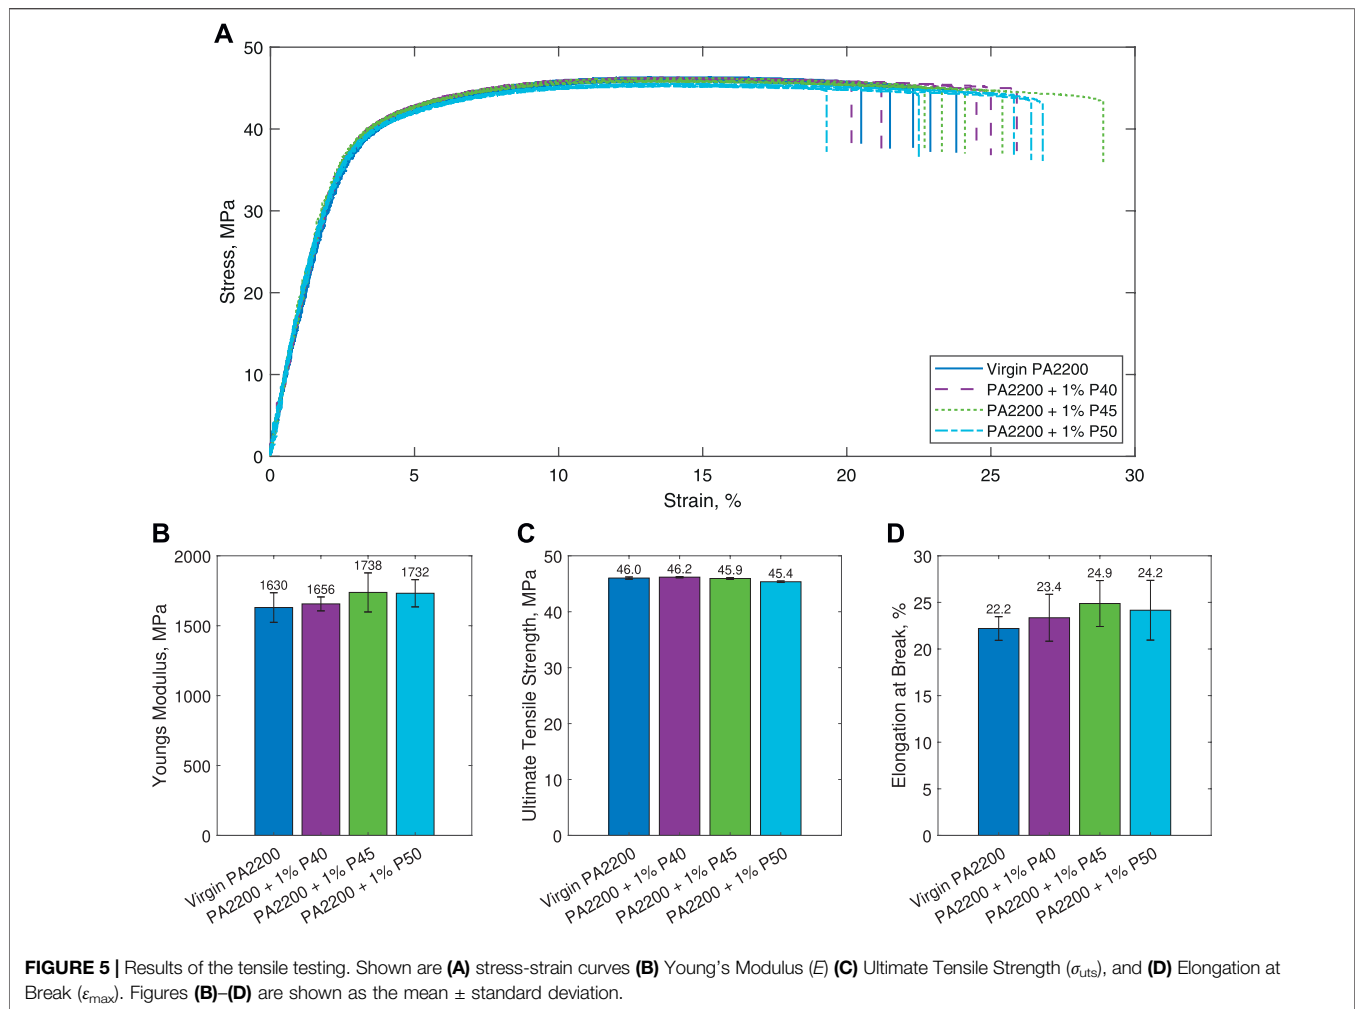 A
50
40
30
20
10
0
Stress, MPa
0 5 10 15 20 25 30
Strain, %
Virgin PA2200
PA2200 + 1% P40
PA2200 + 1% P45
PA2200 + 1% P50
B
2000
1500
1000
500
0
Youngs Modulus, MPa
1630 1656 1738 1732
Virgin PA2200
PA2200 + 1% P40
PA2200 + 1% P45
PA2200 + 1% P50
C
50
40
30
20
10
0
Ultimate Tensile Strength, MPa
46.0 46.2 45.9 45.4
Virgin PA2200
PA2200 + 1% P40
PA2200 + 1% P45
PA2200 + 1% P50
D
30
25
20
15
10
5
0
Elongation at Break, %
22.2 23.4 24.9 24.2
Virgin PA2200
PA2200 + 1% P40
PA2200 + 1% P45
PA2200 + 1% P50
FIGURE 5 | Results of the tensile testing. Shown are (A) stress-strain curves (B) Young's Modulus (E) (C) Ultimate Tensile Strength (σuts), and (D) Elongation at
Break (εmax). Figures (B)–(D) are shown as the mean ± standard deviation.